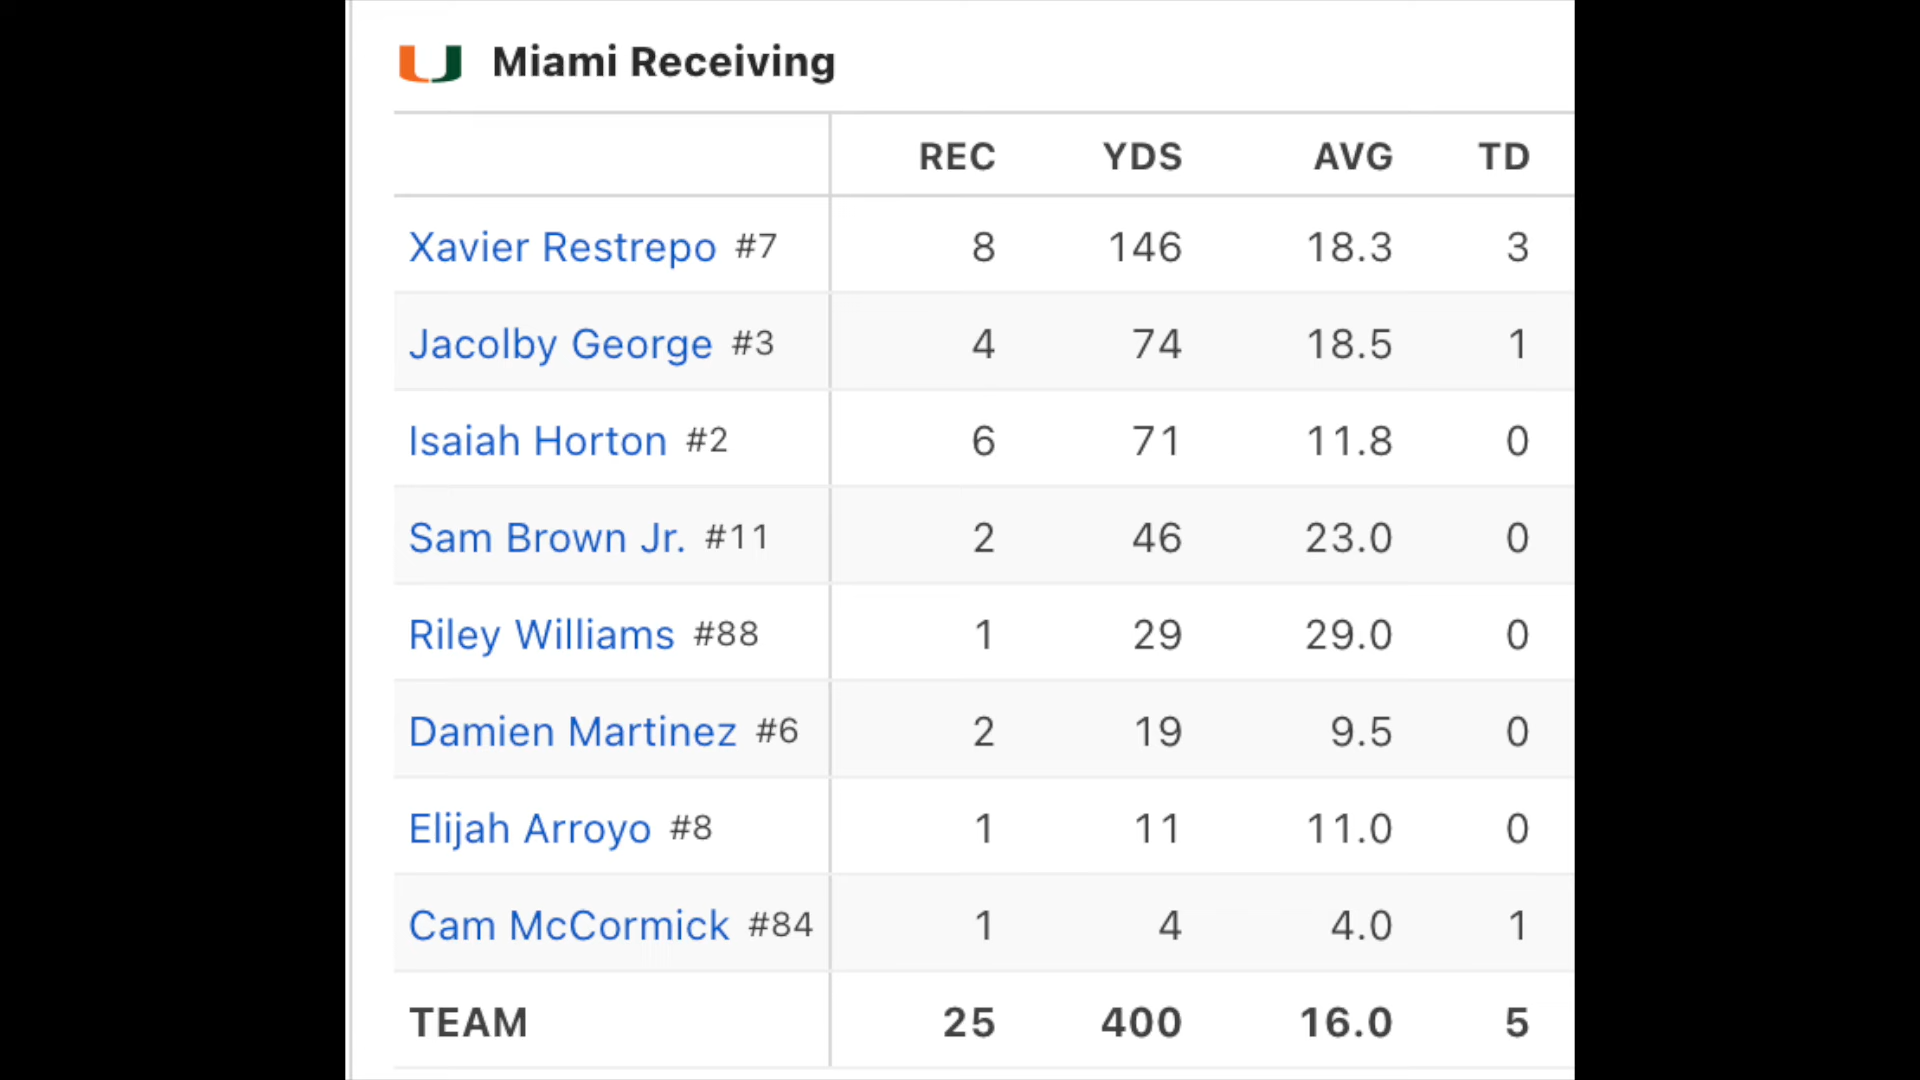 Miami Receiving
REC YDS AVG TD
Xavier Restrepo #7 8 146 18.3 3
Jacolby George #3 4 74 18.5 1
Isaiah Horton #2 6 71 11.8 0
Sam Brown Jr. #11 2 46 23.0 0
Riley Williams #88 1 29 29.0 0
Damien Martinez #6 2 19 9.5 0
Elijah Arroyo #8 1 11 11.0 0
Cam McCormick #84 1 4 4.0 1
TEAM 25 400 16.0 5